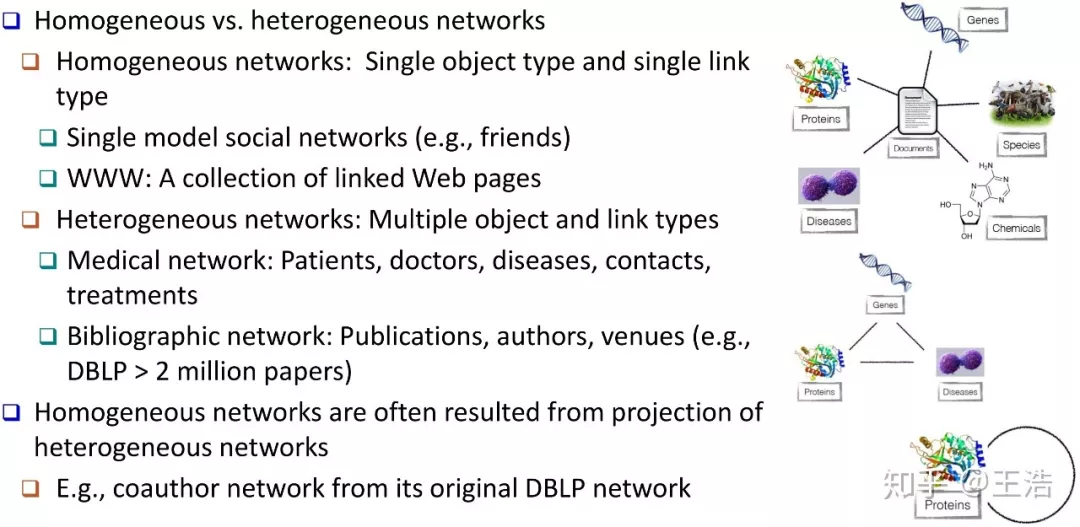 Homogeneous vs. heterogeneous networks
Homogeneous networks: Single object type and single link
type
Single model social networks (e.g., friends)
WWW: A collection of linked Web pages
Heterogeneous networks: Multiple object and link types
Medical network: Patients, doctors, diseases, contacts,
treatments
Bibliographic network: Publications, authors, venues (e.g.,
DBLP > 2 million papers)
Homogeneous networks are often resulted from projection of
heterogeneous networks
E.g., coauthor network from its original DBLP network
Genes
Proteins
Documents
Species
Diseases
H₂N
N
N
N
N
HO
O
OH
Chemicals
Genes
Proteins
Diseases
Proteins
知乎 @王浩